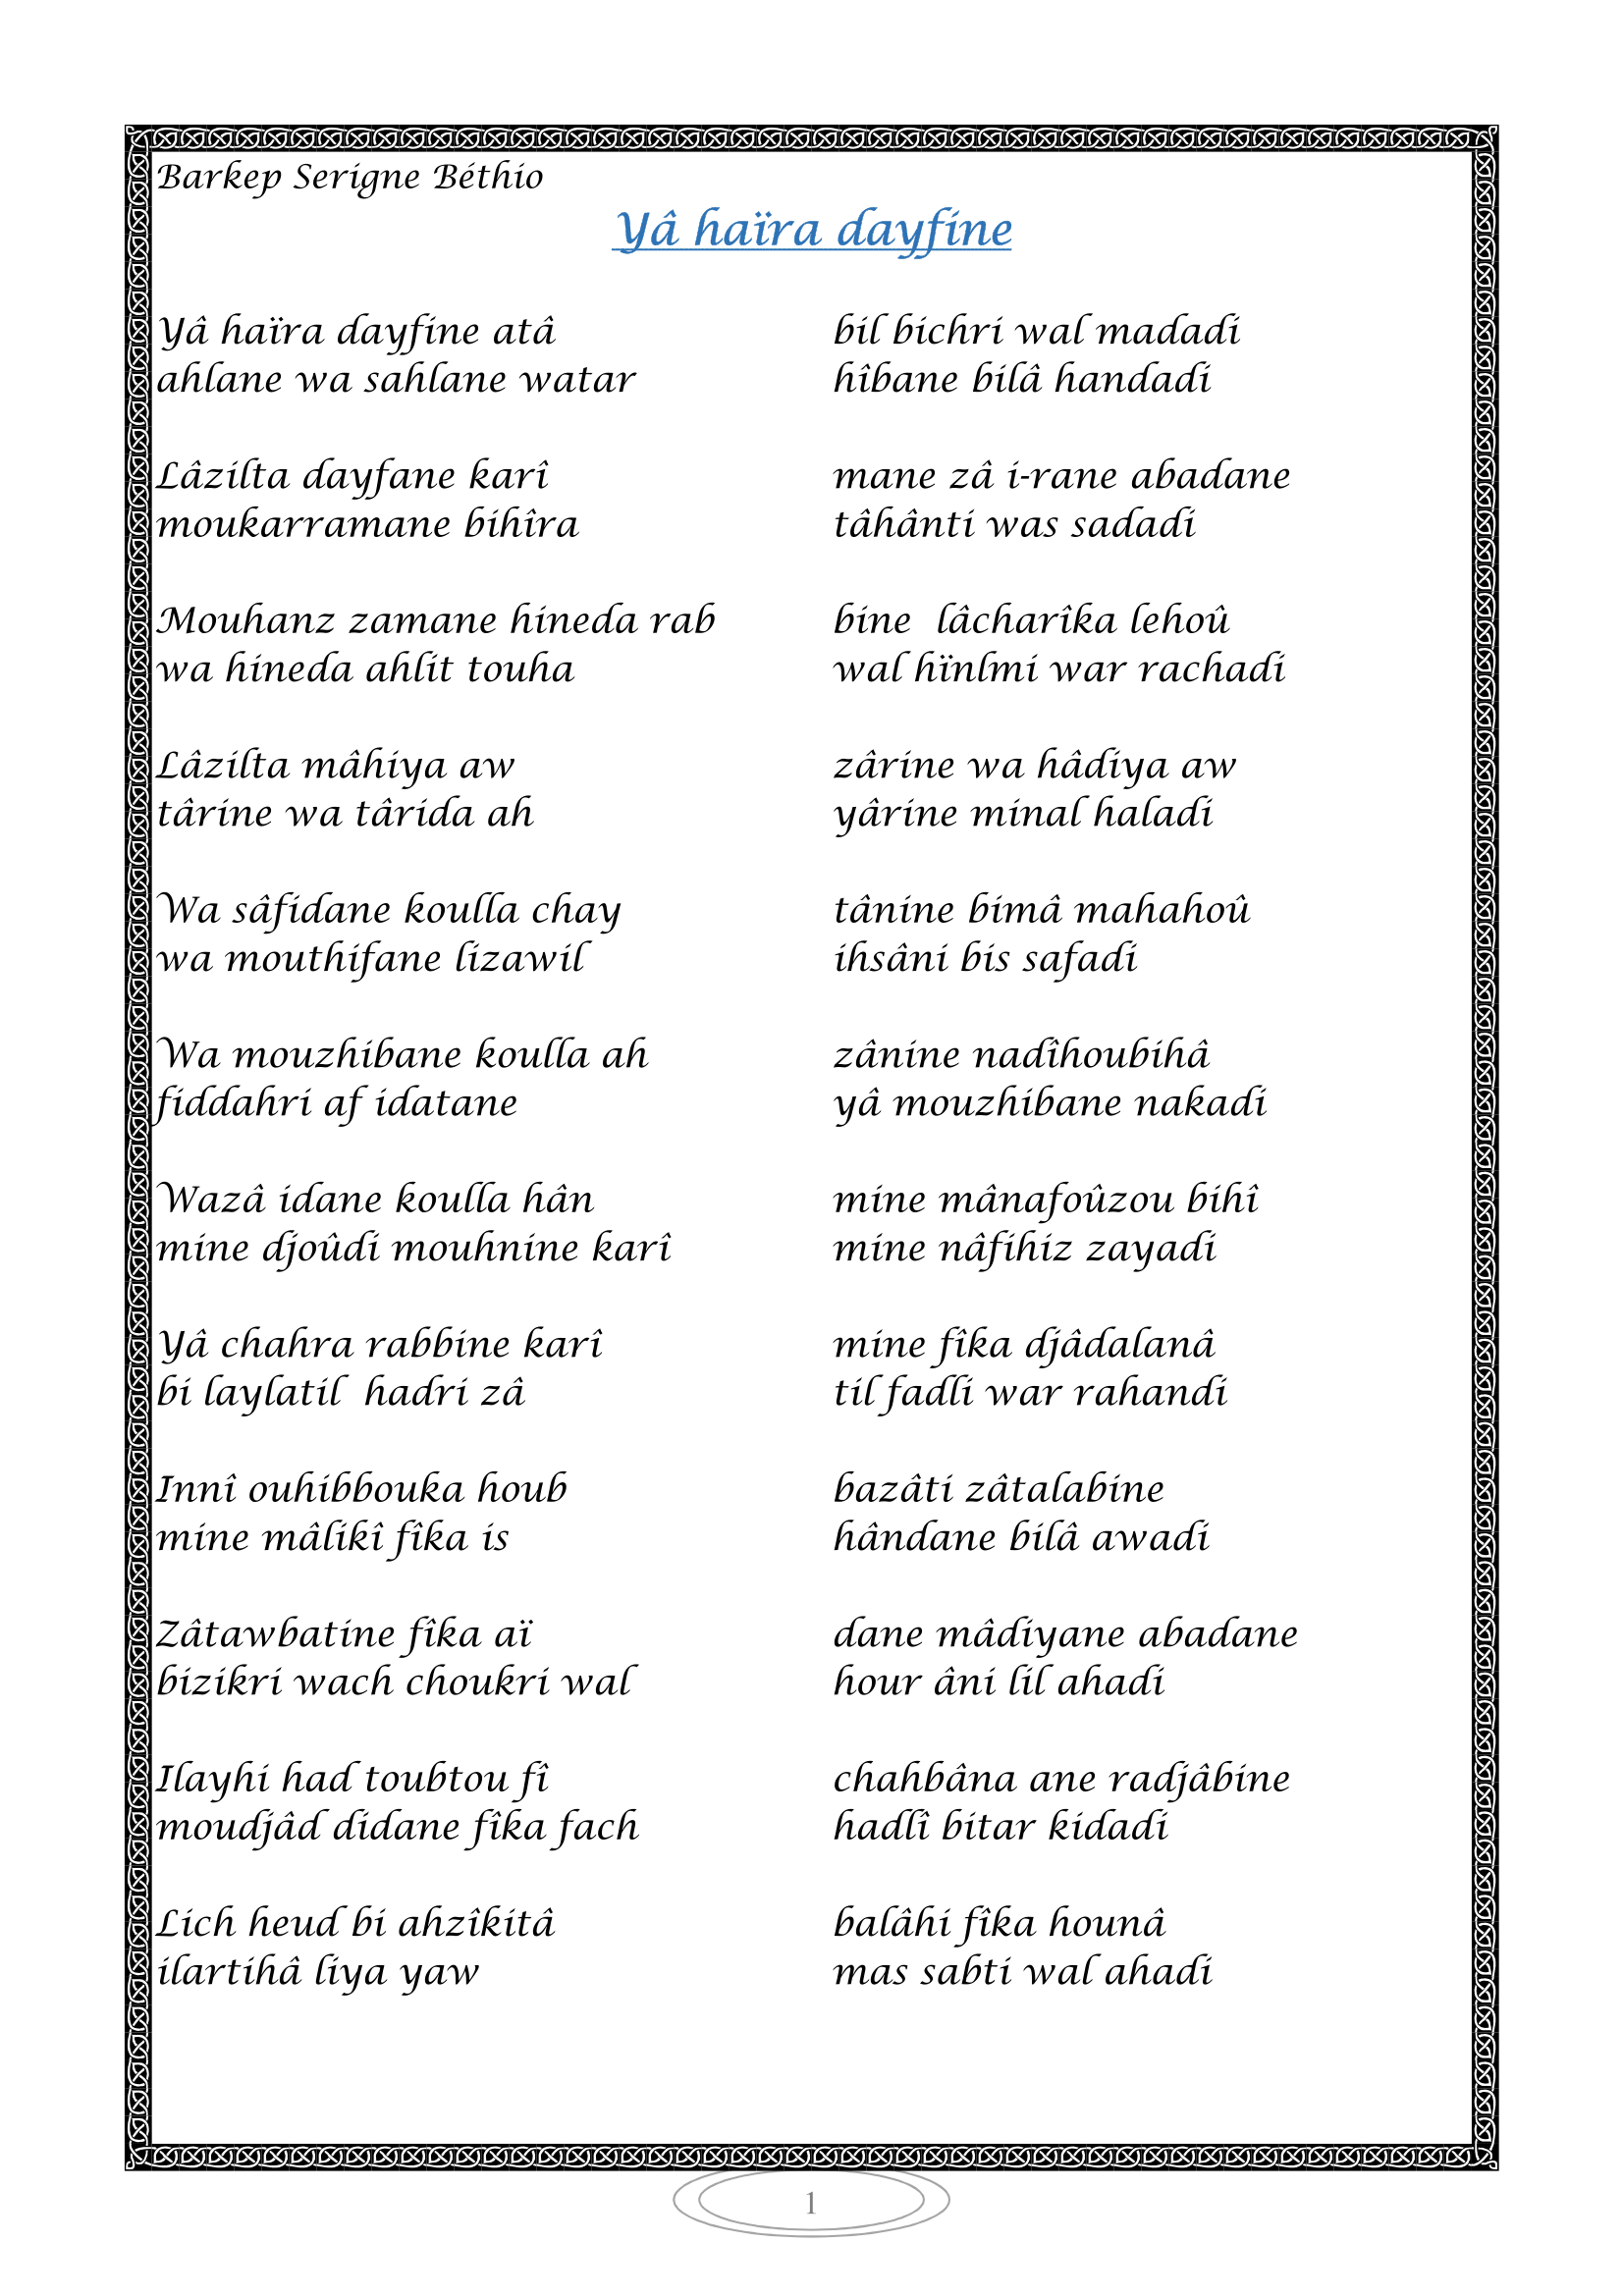 Barkep Serigne Béthio
Yâ haïra dayfine
Yâ haïra dayfine atâ bil bichri wal madadi
ahlane wa sahlane watar hîbane bilâ handadi
Lâzilta dayfane karî mane zâ i-rane abadane
moukarramane bihîra tâhânti was sadadi
Mouhanz zamane hineda rab bine lâcharîka lehoû
wa hineda ahlit touha wal hïnlmi war rachadi
Lâzilta mâhiya aw zârine wa hâdiya aw
târine wa târida ah yârine minal haladi
Wa sâfidane koulla chay tânine bimâ mahahoû
wa mouthifane lizawil ihsâni bis safadi
Wa mouzhibane koulla ah zânine nadîhoubihâ
fiddahri af idatane yâ mouzhibane nakadi
Wazâ idane koulla hân mine mânafoûzou bihî
mine djoûdi mouhnine karî mine nâfihiz zayadi
Yâ chahra rabbine karî mine fîka djâdalanâ
bi laylatil hadri zâ til fadli war rahandi
Innî ouhibbouka houb bazâti zâtalabine
mine mâlikî fîka is hândane bilâ awadi
Zâtawbatine fîka aï dane mâdiyane abadane
bizikri wach choukri wal hour âni lil ahadi
Ilayhi had toubtou fî chahbâna ane radjâbine
moudjâd didane fîka fach hadlî bitar kidadi
Lich heud bi ahzîkitâ balâhi fîka hounâ
ilartihâ liya yaw mas sabti wal ahadi
1